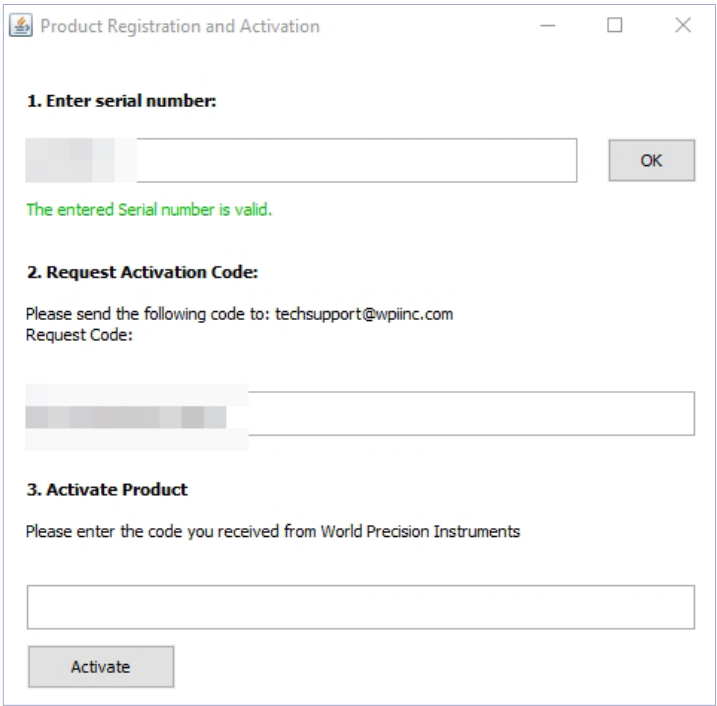 Product Registration and Activation
1. Enter serial number:
OK
The entered Serial number is valid.
2. Request Activation Code:
Please send the following code to: techsupport@wpiinc.com
Request Code:
3. Activate Product
Please enter the code you received from World Precision Instruments
Activate